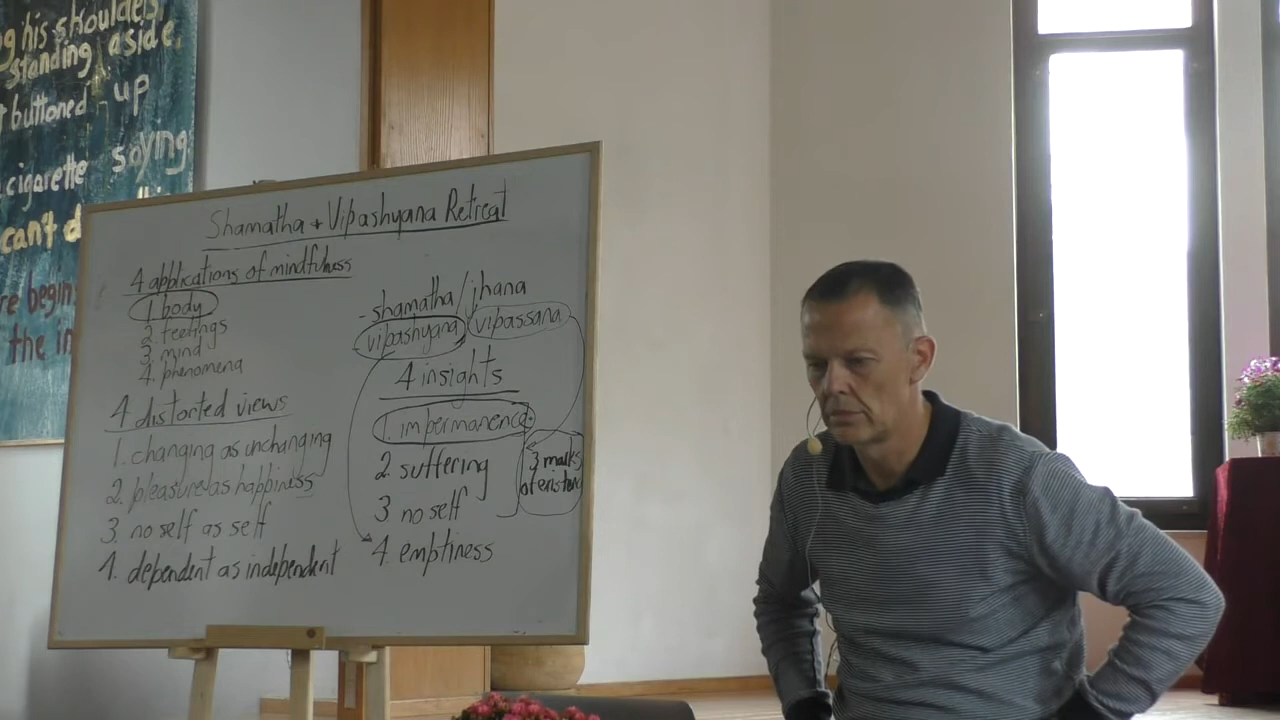 g his shoulders,
standing aside,
t buttoned up
cigarette saying
can't d
re begins
the in
Shamatha + Vipashyana Retreat
4 applications of mindfulness
1. body
2. feelings
3. mind
4. phenomena
4 distorted views
1. changing as unchanging
2. pleasure as happiness
3. no self as self
4. dependent as independent
- shamatha/jhana
vipashyana vipassana
4 insights
1. impermanence
2. suffering
3 no self
4 emptiness
3 marks
of existence